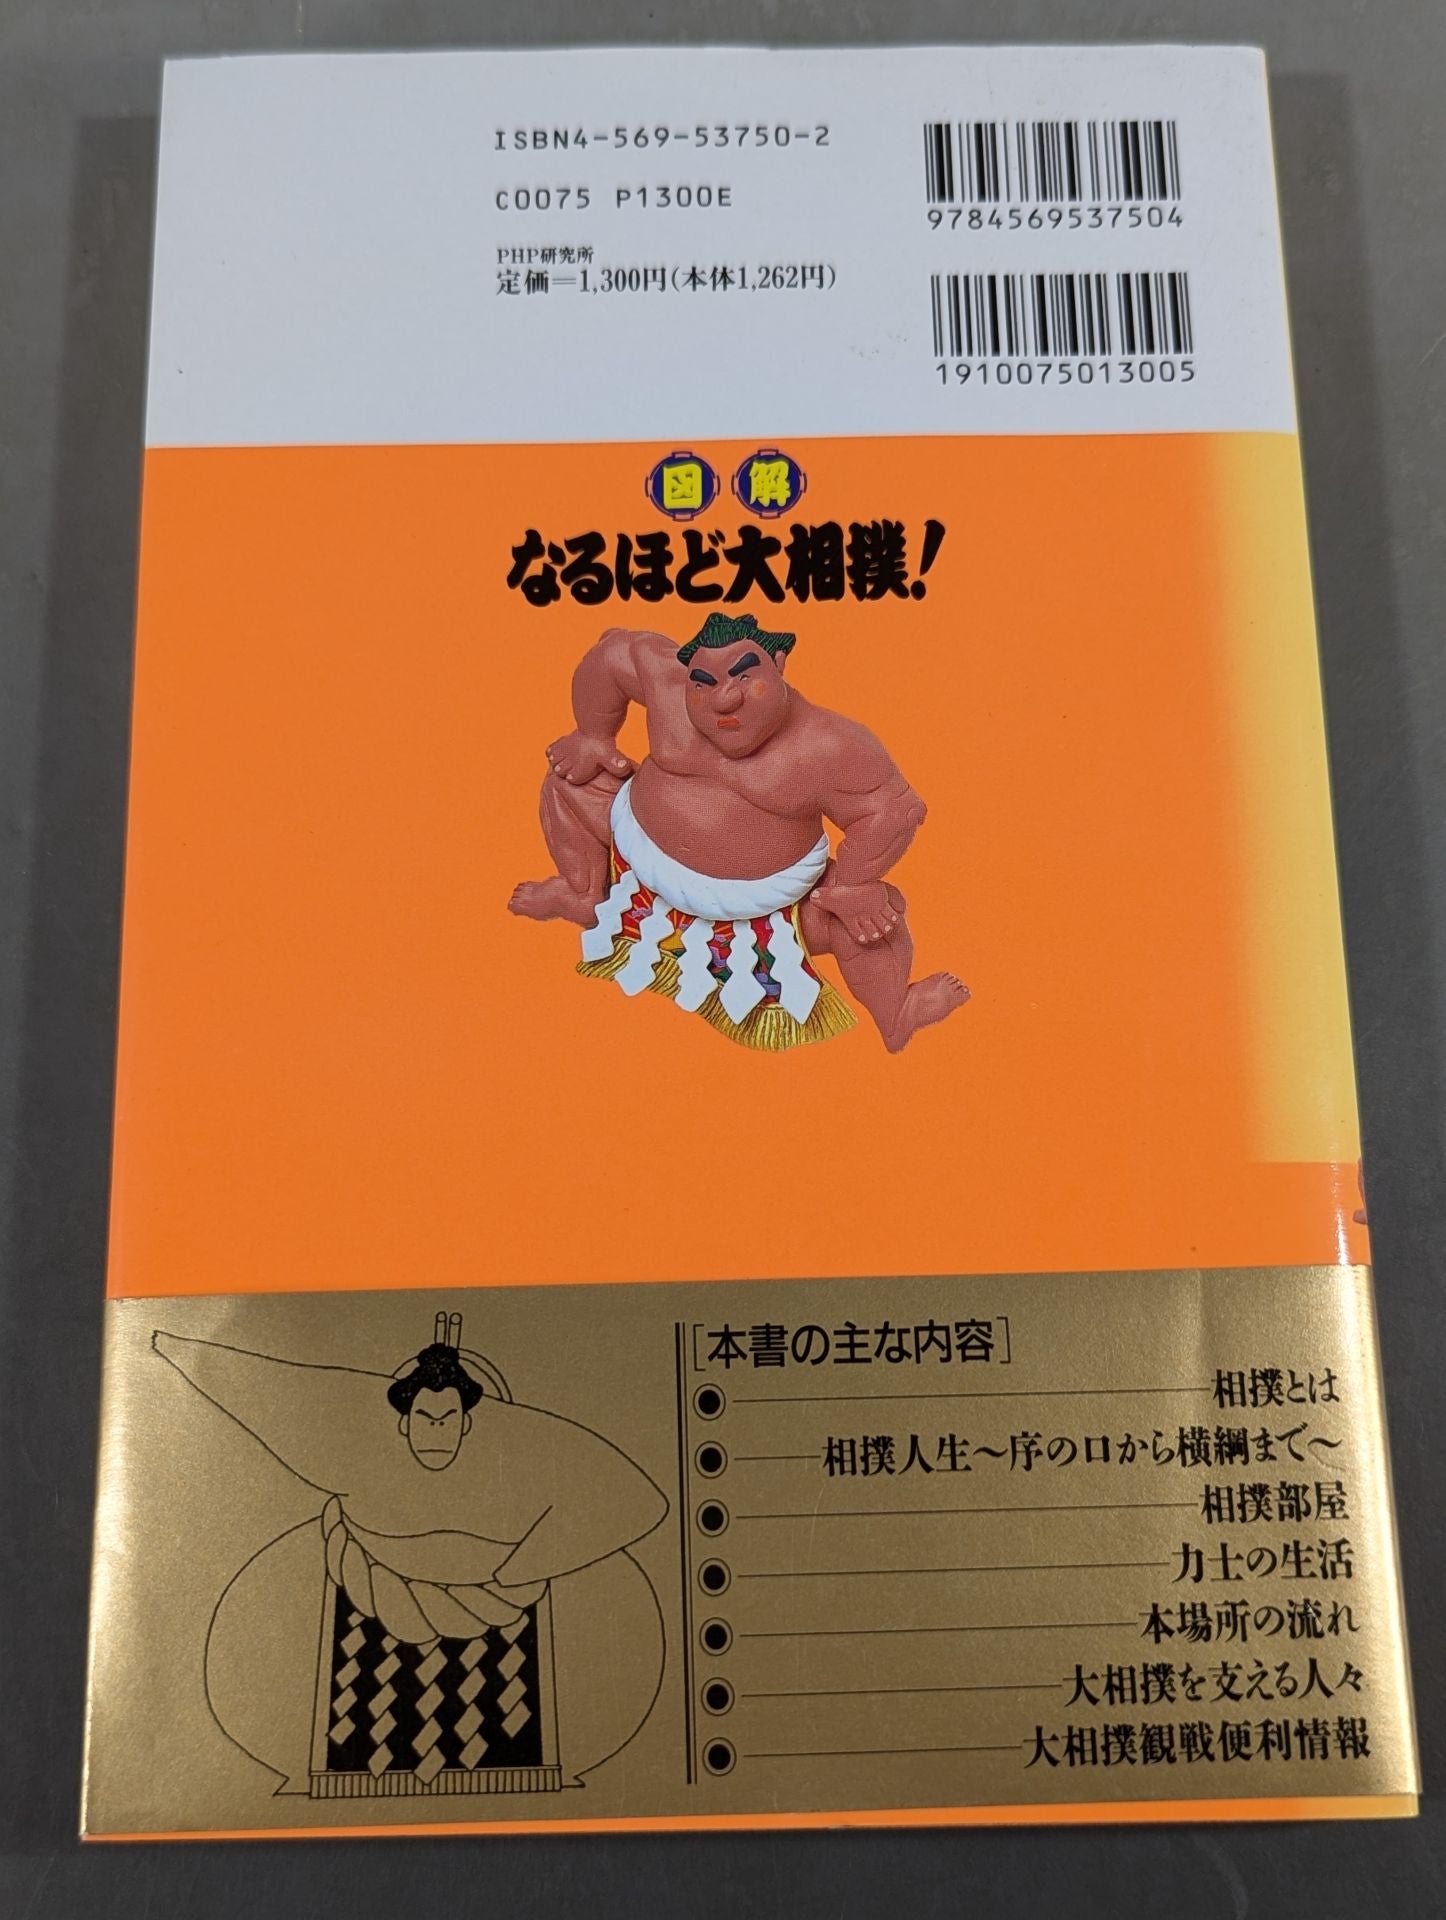 ISBN4-569-53750-2
C0075 P1300E
PHP研究所
定価=1,300円(本体1,262円)
9784569537504
1910075013005
図解
なるほど大相撲!
[本書の主な内容]
相撲とは
相撲人生～序の口から横綱まで～
相撲部屋
力士の生活
本場所の流れ
大相撲を支える人々
大相撲観戦便利情報